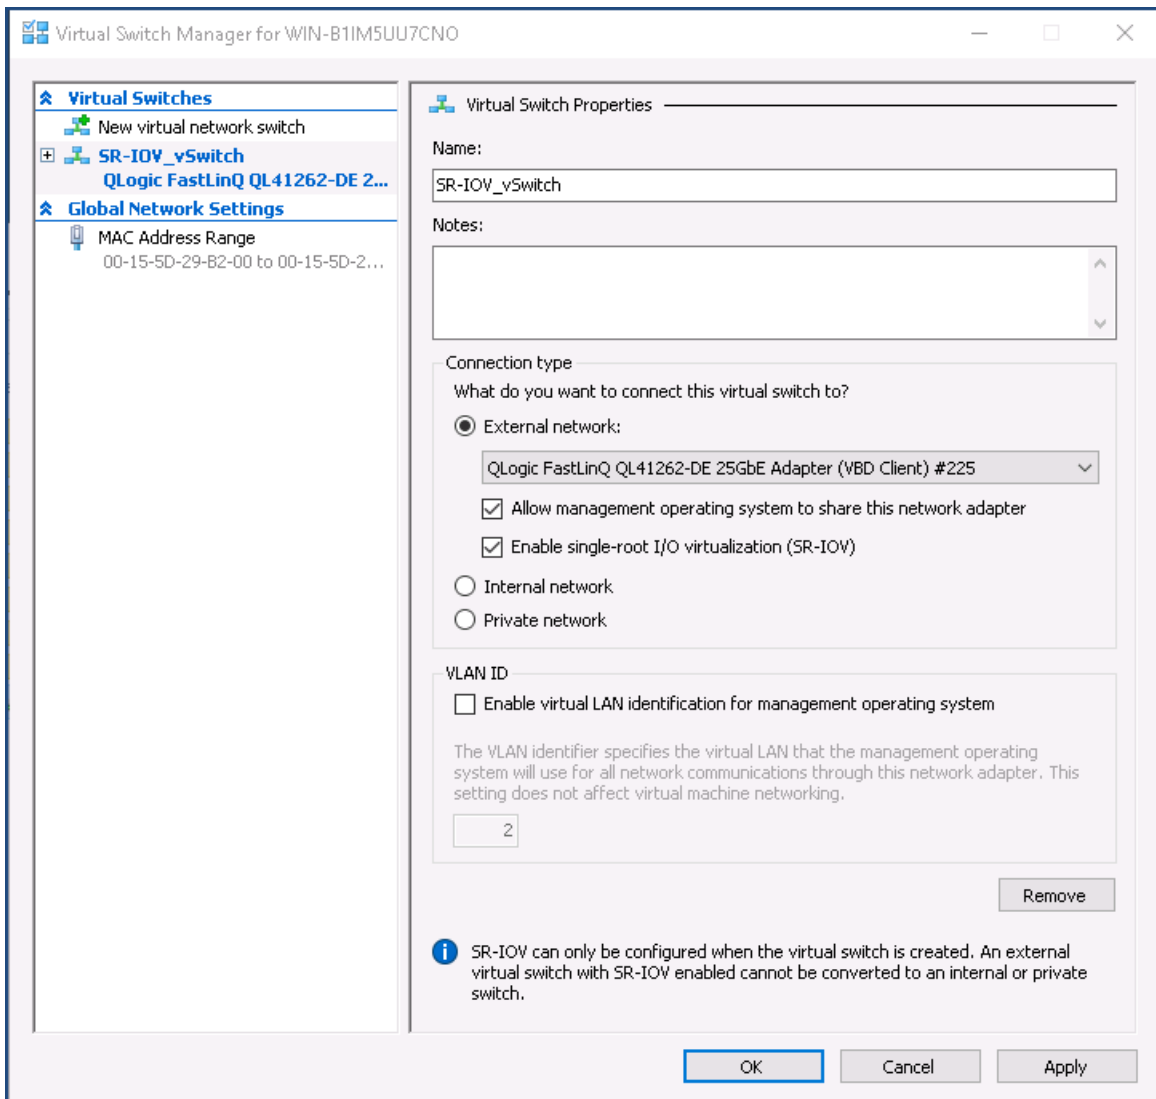 Virtual Switch Manager for WIN-B1IM5UU7CNO
Virtual Switches
New virtual network switch
SR-IOV_vSwitch
QLogic FastLinQ QL41262-DE 2...
Global Network Settings
MAC Address Range
00-15-5D-29-B2-00 to 00-15-5D-2...
Virtual Switch Properties
Name:
SR-IOV_vSwitch
Notes:
Connection type
What do you want to connect this virtual switch to?
External network:
QLogic FastLinQ QL41262-DE 25GbE Adapter (VBD Client) #225
Allow management operating system to share this network adapter
Enable single-root I/O virtualization (SR-IOV)
Internal network
Private network
VLAN ID
Enable virtual LAN identification for management operating system
The VLAN identifier specifies the virtual LAN that the management operating
system will use for all network communications through this network adapter. This
setting does not affect virtual machine networking.
2
Remove
SR-IOV can only be configured when the virtual switch is created. An external
virtual switch with SR-IOV enabled cannot be converted to an internal or private
switch.
OK
Cancel
Apply